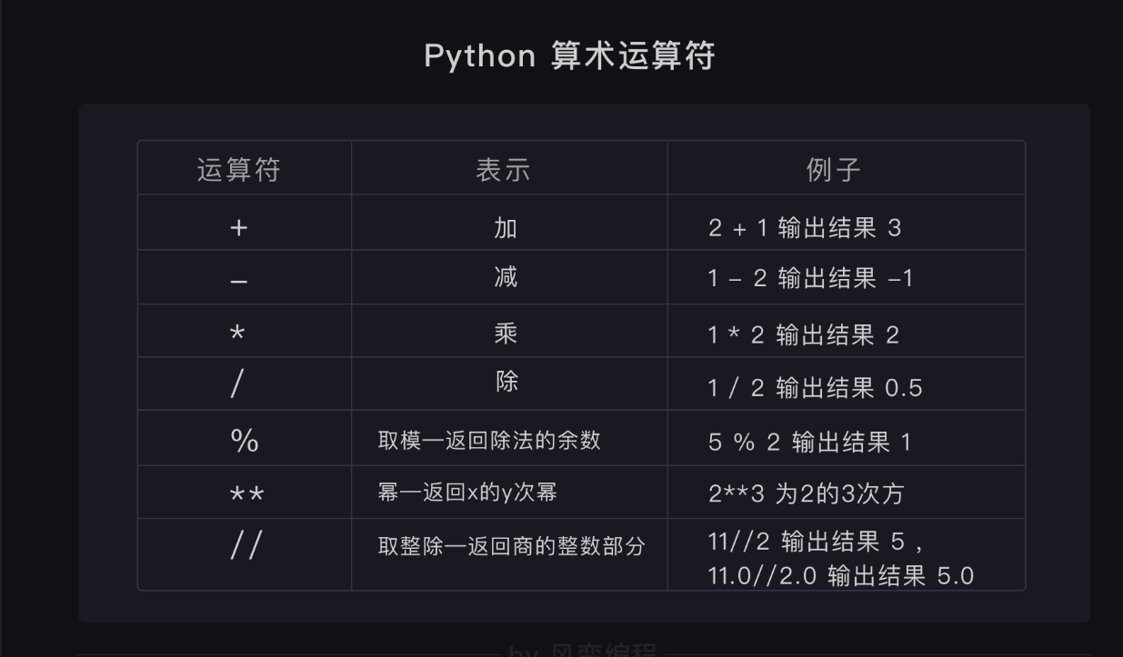 Python 算术运算符
运算符 表示 例子
+ 加 2 + 1 输出结果 3
– 减 1 – 2 输出结果 –1
* 乘 1 * 2 输出结果 2
/ 除 1 / 2 输出结果 0.5
% 取模—返回除法的余数 5 % 2 输出结果 1
** 幂—返回x的y次幂 2**3 为2的3次方
// 取整除—返回商的整数部分 11//2 输出结果 5 ,
11.0//2.0 输出结果 5.0
by 风变编程